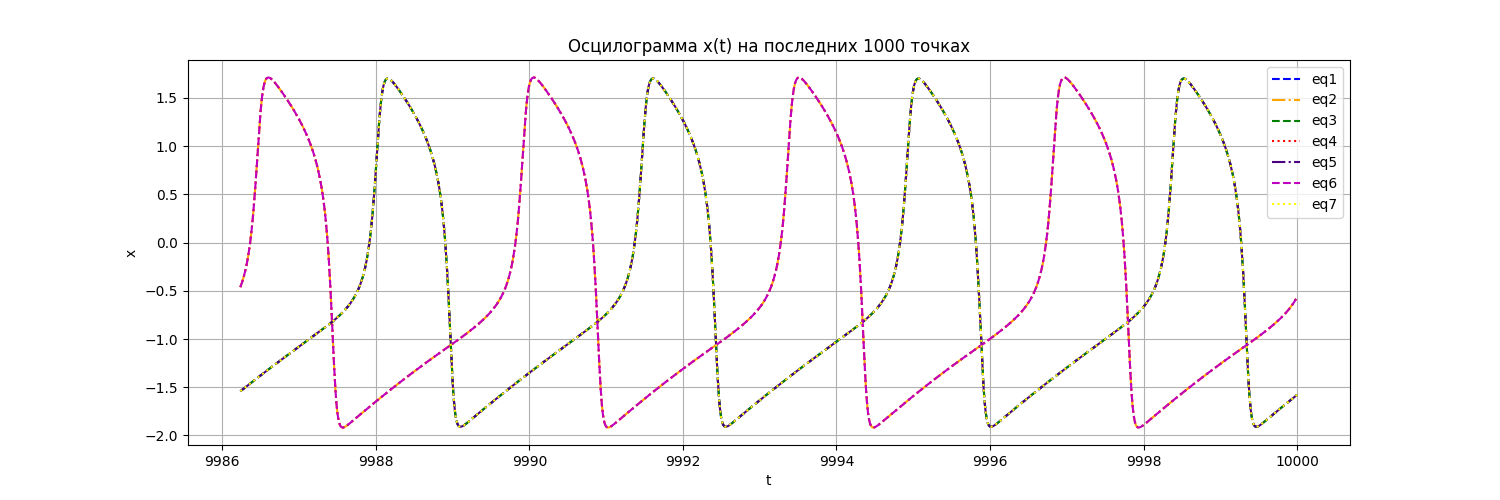 Осцилограмма x(t) на последних 1000 точках
x
1.5
1.0
0.5
0.0
−0.5
−1.0
−1.5
−2.0
eq1
eq2
eq3
eq4
eq5
eq6
eq7
9986
9988
9990
9992
9994
9996
9998
10000
t